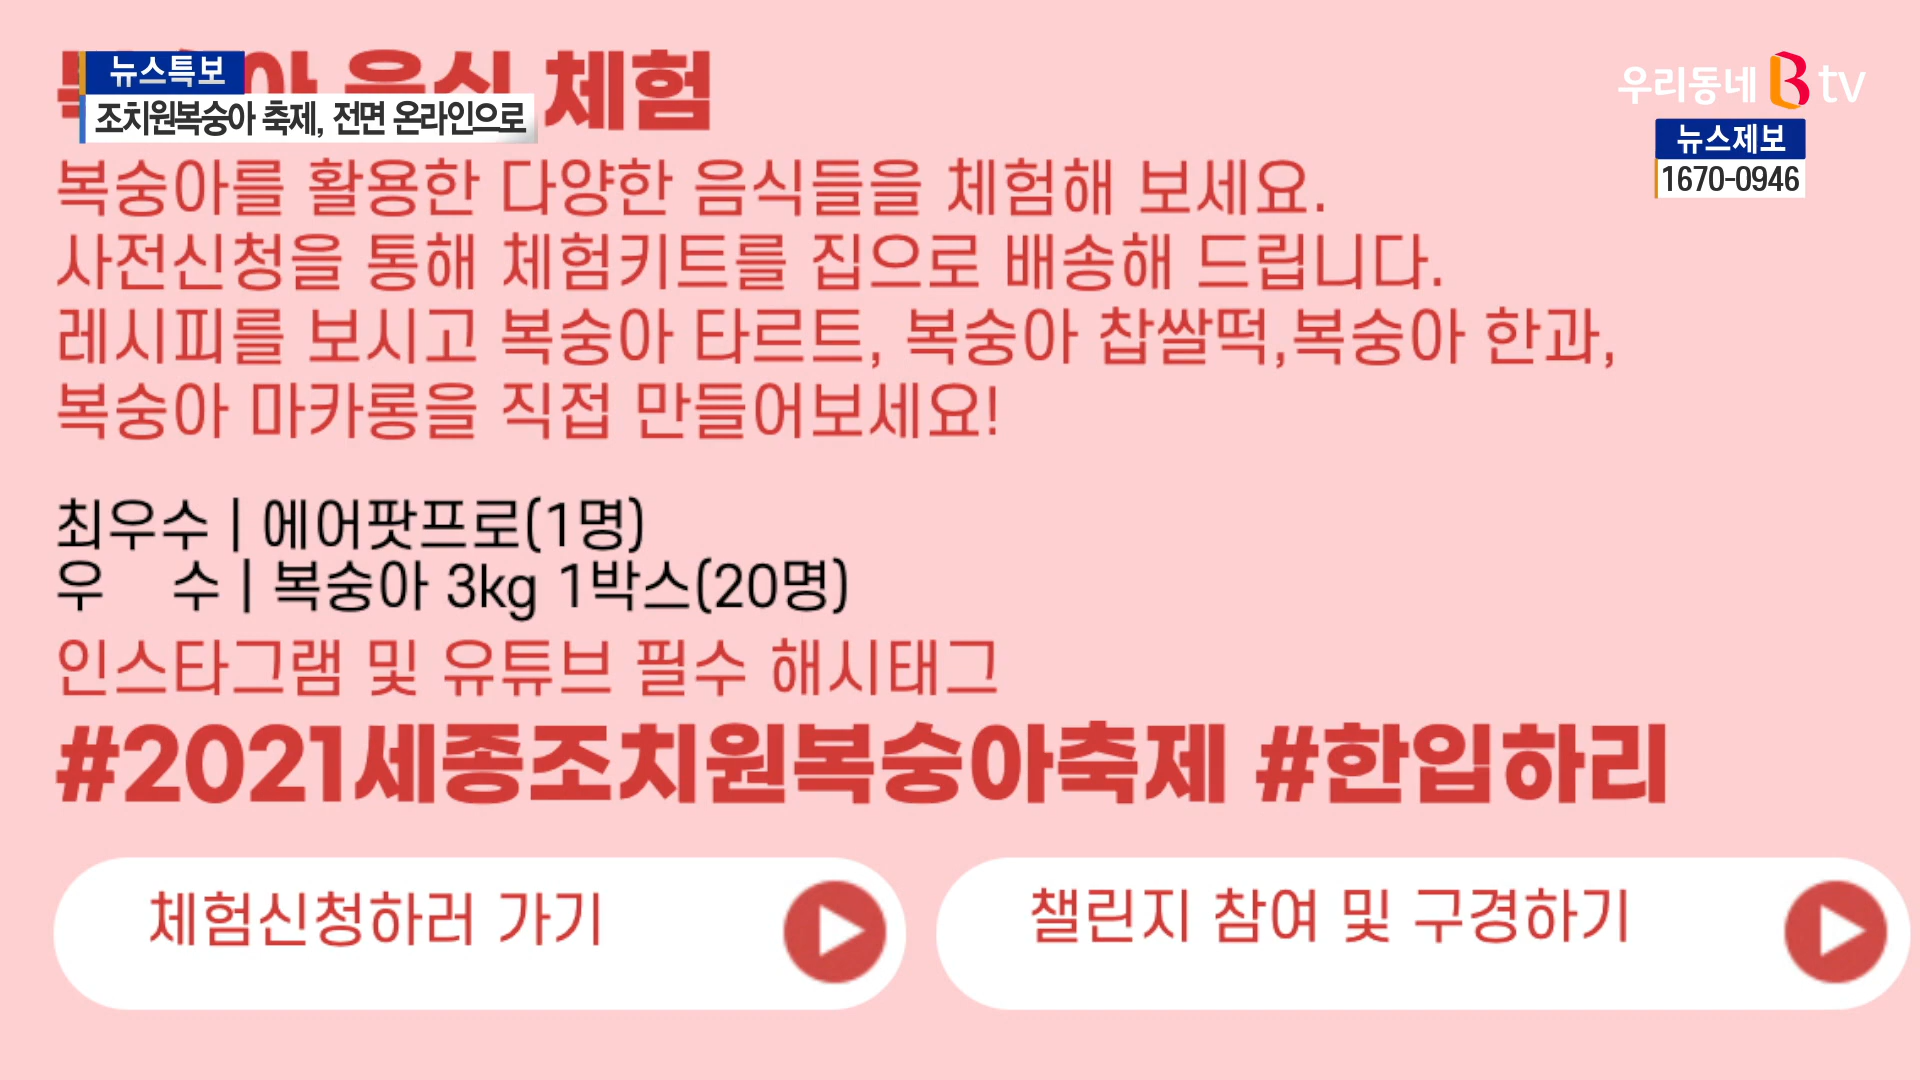 뉴스특보
조치원복숭아 축제, 전면 온라인으로
우리동네 B tv
뉴스제보
1670-0946
음식 체험
복숭아를 활용한 다양한 음식들을 체험해 보세요.
사전신청을 통해 체험키트를 집으로 배송해 드립니다.
레시피를 보시고 복숭아 타르트, 복숭아 찹쌀떡,복숭아 한과,
복숭아 마카롱을 직접 만들어보세요!
최우수 | 에어팟프로(1명)
우 수 | 복숭아 3kg 1박스(20명)
인스타그램 및 유튜브 필수 해시태그
#2021세종조치원복숭아축제 #한입하리
체험신청하러 가기
챌린지 참여 및 구경하기